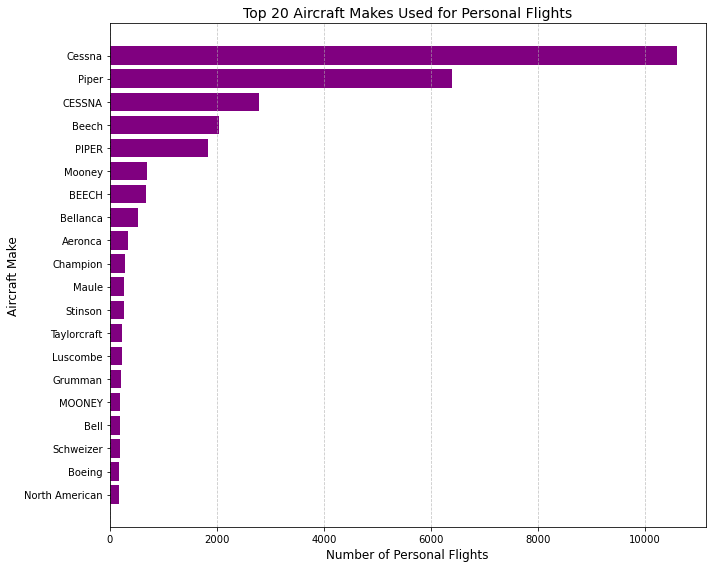 Top 20 Aircraft Makes Used for Personal Flights
Aircraft Make
Cessna
Piper
CESSNA
Beech
PIPER
Mooney
BEECH
Bellanca
Aeronca
Champion
Maule
Stinson
Taylorcraft
Luscombe
Grumman
MOONEY
Bell
Schweizer
Boeing
North American
0 2000 4000 6000 8000 10000
Number of Personal Flights